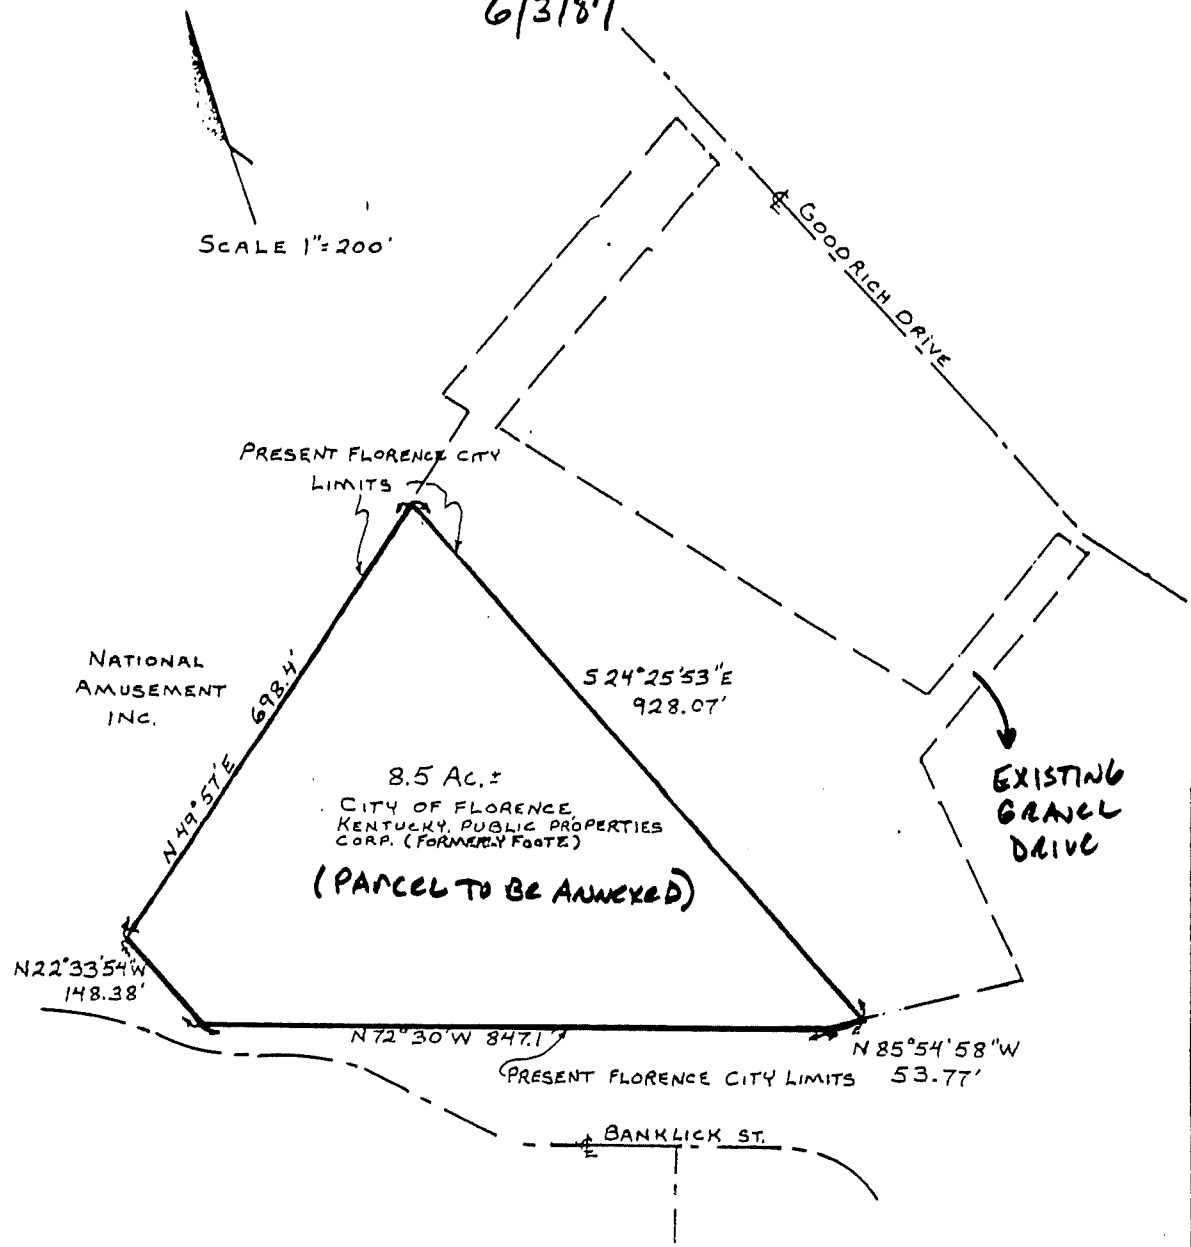 6/3/87
SCALE 1"=200'
℄ GOODRICH DRIVE
PRESENT FLORENCE CITY
LIMITS
NATIONAL
AMUSEMENT
INC.
698.4'
N 49°57' E
S 24°25'53"E
928.07'
8.5 AC.±
CITY OF FLORENCE,
KENTUCKY, PUBLIC PROPERTIES
CORP. (FORMERLY FOOTE)
(PARCEL TO BE ANNEXED)
EXISTING
GRAVEL
DRIVE
N22°33'54"W
148.38'
N 72°30'W 847.1'
N 85°54'58"W
53.77'
PRESENT FLORENCE CITY LIMITS
℄ BANKLICK ST.